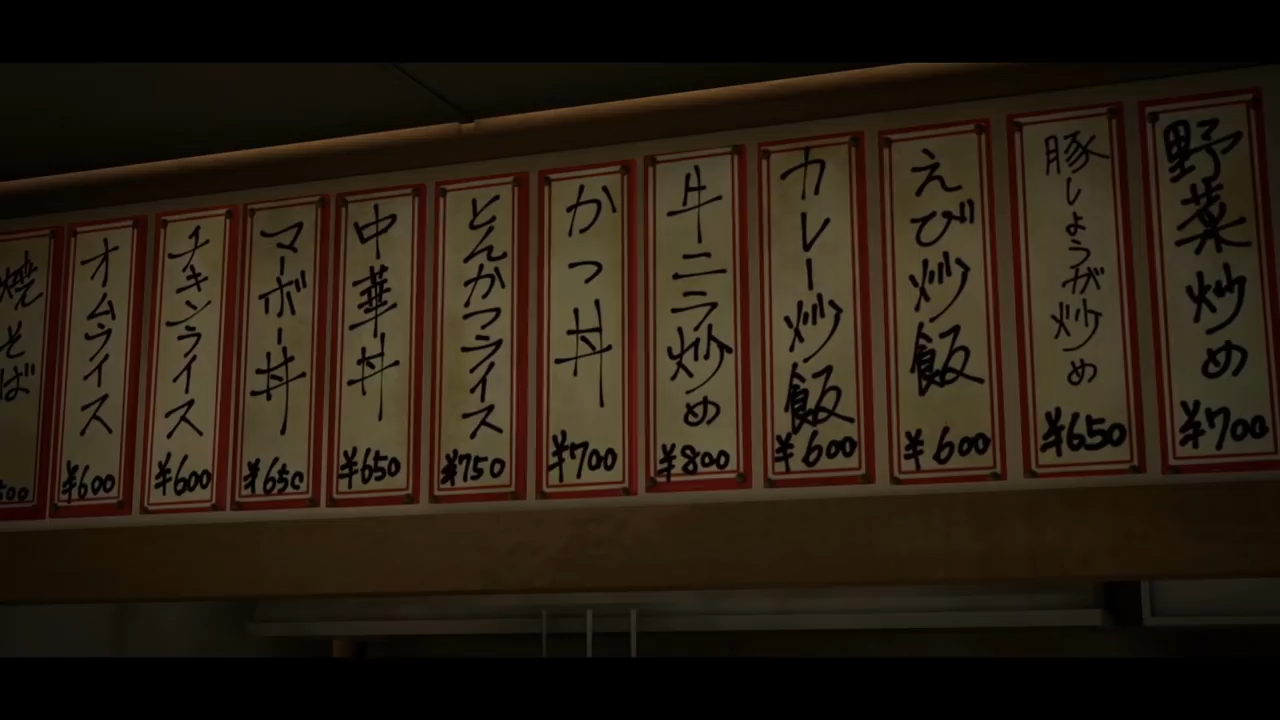 野菜炒め
¥700
豚しょうが炒め
¥650
えび炒飯
¥600
カレー炒飯
¥600
牛ニラ炒め
¥800
かつ丼
¥700
とんかつライス
¥750
中華丼
¥650
マーボー丼
¥650
チキンライス
¥600
オムライス
¥600
焼そば